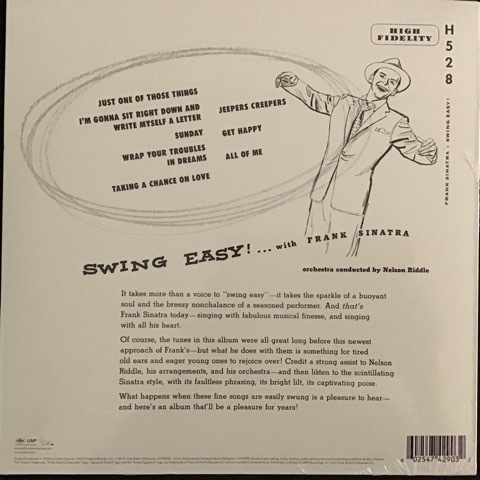 HIGH
FIDELITY
H528
FRANK SINATRA • SWING EASY!
JUST ONE OF THOSE THINGS
I'M GONNA SIT RIGHT DOWN AND
WRITE MYSELF A LETTER
SUNDAY
WRAP YOUR TROUBLES
IN DREAMS
TAKING A CHANCE ON LOVE
JEEPERS CREEPERS
GET HAPPY
ALL OF ME
SWING EASY! ... with FRANK SINATRA
orchestra conducted by Nelson Riddle
It takes more than a voice to "swing easy"—it takes the sparkle of a buoyant
soul and the breezy nonchalance of a seasoned performer. And that's
Frank Sinatra today—singing with fabulous musical finesse, and singing
with all his heart.
Of course, the tunes in this album were all great long before this newest
approach of Frank's—but what he does with them is something for tired
old ears and eager young ones to rejoice over! Credit a strong assist to Nelson
Riddle, his arrangements, and his orchestra—and then listen to the scintillating
Sinatra style, with its faultless phrasing, its bright lilt, its captivating poise.
What happens when these fine songs are easily swung is a pleasure to hear—
and here's an album that'll be a pleasure for years!
6 02547 42903 2